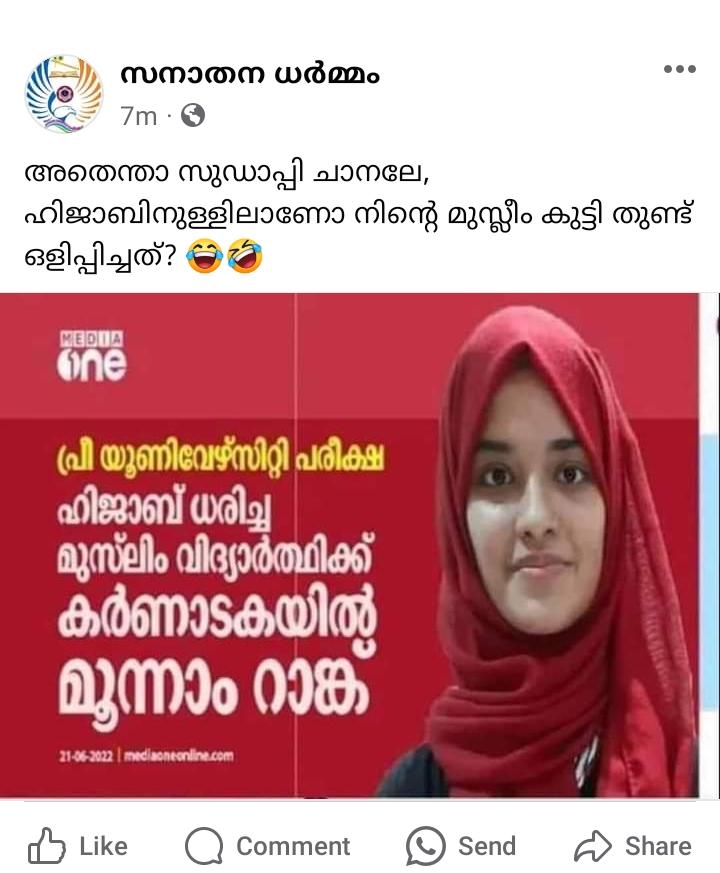 സനാതന ധർമ്മം
7m ·
അതെന്താ സുഡാപ്പി ചാനലേ,
ഹിജാബിനുള്ളിലാണോ നിന്റെ മുസ്ലീം കുട്ടി തുണ്ട്
ഒളിപ്പിച്ചത്? 😂🤣
MEDIA
one
പ്രീ യൂണിവേഴ്സിറ്റി പരീക്ഷ
ഹിജാബ് ധരിച്ച
മുസ്‌ലിം വിദ്യാർത്ഥിക്ക്
കർണാടകയിൽ
മൂന്നാം റാങ്ക്
21-06-2022 | mediaoneonline.com
Like
Comment
Send
Share